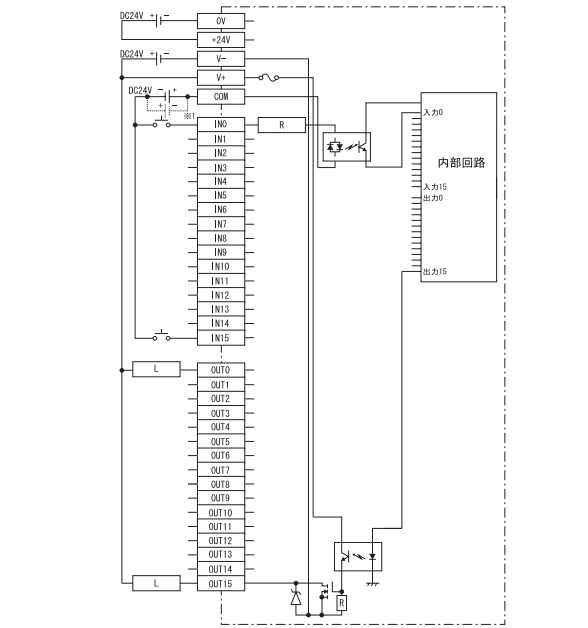 DC24V + −
0V
+24V
DC24V + −
V−
V+
DC24V − +
COM
+ −
※1
IN0
R
IN1
IN2
IN3
IN4
IN5
IN6
IN7
IN8
IN9
IN10
IN11
IN12
IN13
IN14
IN15
入力0
内部回路
入力15
出力0
出力15
L
OUT0
OUT1
OUT2
OUT3
OUT4
OUT5
OUT6
OUT7
OUT8
OUT9
OUT10
OUT11
OUT12
OUT13
OUT14
L
OUT15
R